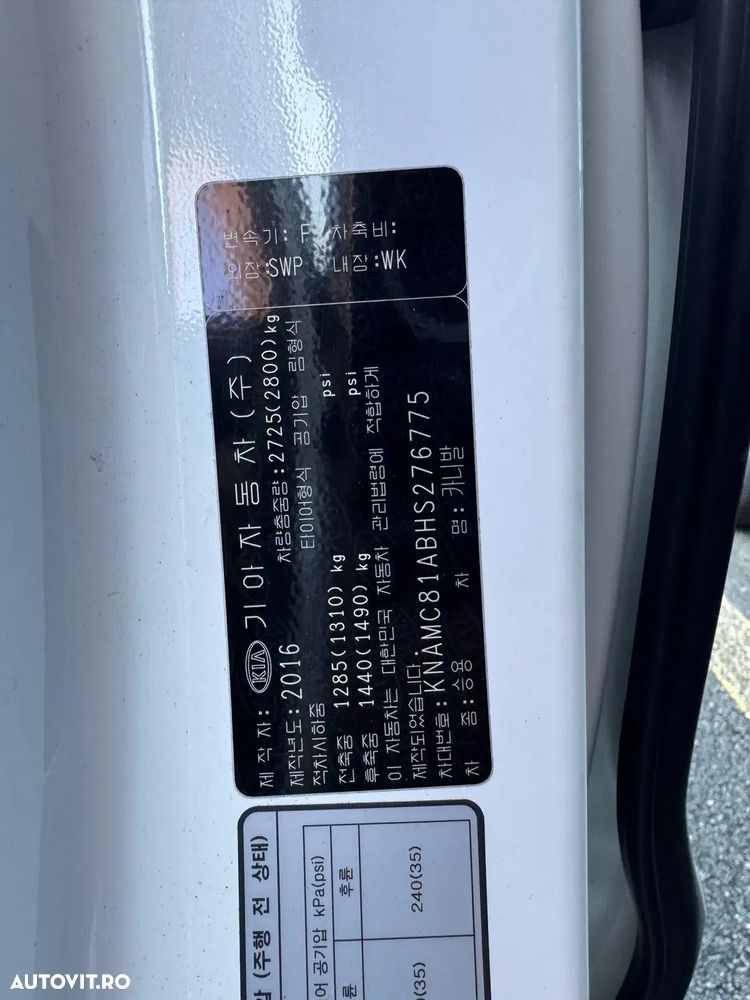 변속기: F 차축비:
외장:SWP 내장:WK
제 작 자: KIA 기아자동차(주)
제작년도:2016 차량총중량:2725(2800)kg
적차시하중 타이어형식 공기압 림형식
전축중 1285(1310) kg psi
후축중 1440(1490) kg psi
이 자동차는 대한민국 자동차 관리법령에 적합하게
제작되었습니다.
차대번호:KNAMC81ABHS276775
차 종:승용 차 명: 카니발
압 (주행 전 상태)
어 공기압 kPa(psi)
륜 후륜
(35) 240(35)
AUTOVIT.RO